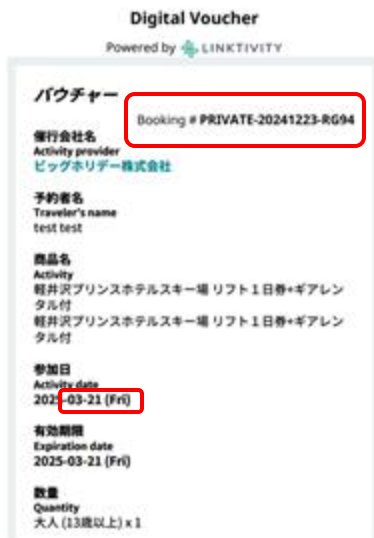 Digital Voucher
Powered by LINKTIVITY
バウチャー
Booking # PRIVATE-20241223-RG94
催行会社名
Activity provider
ビッグホリデー株式会社
予約者名
Traveler's name
test test
商品名
Activity
軽井沢プリンスホテルスキー場 リフト1日券+ギアレン
タル付
軽井沢プリンスホテルスキー場 リフト1日券+ギアレン
タル付
参加日
Activity date
2025-03-21 (Fri)
有効期限
Expiration date
2025-03-21 (Fri)
数量
Quantity
大人 (13歳以上) x 1